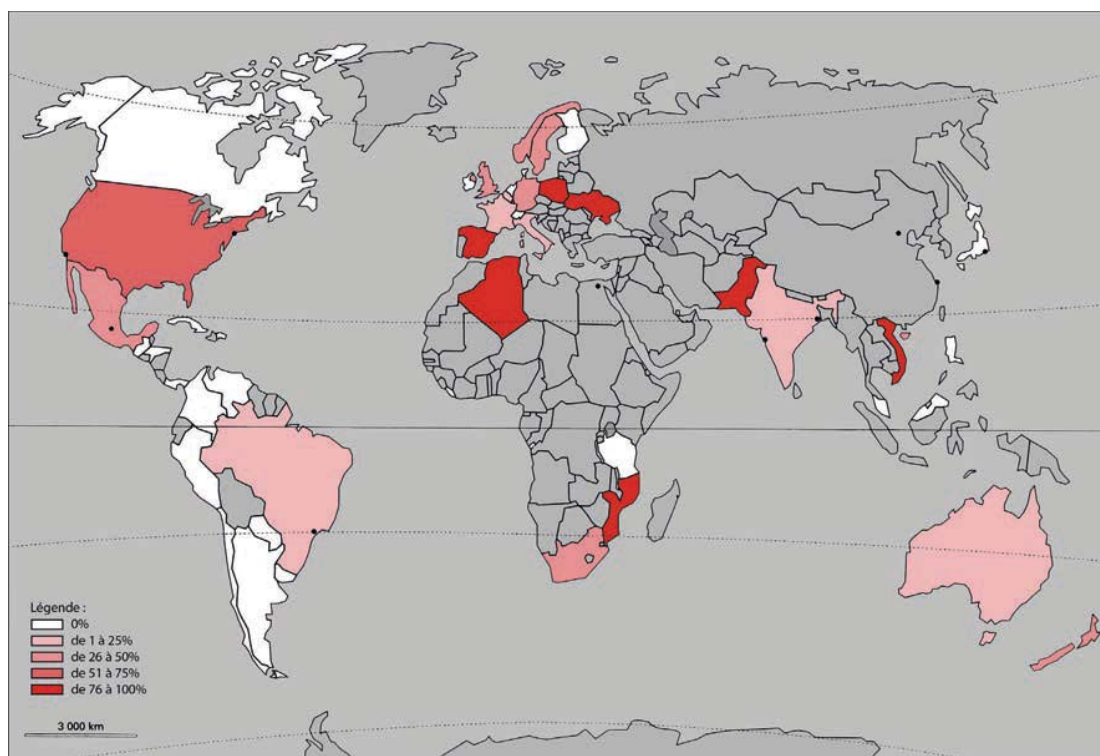 Légende :
0%
de 1 à 25%
de 26 à 50%
de 51 à 75%
de 76 à 100%
3 000 km